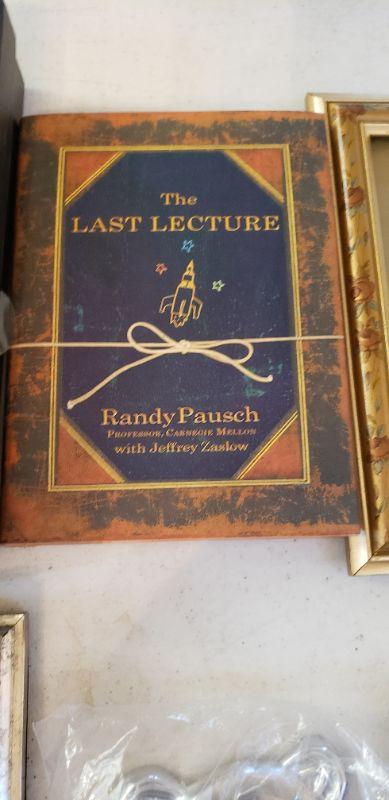 The
LAST LECTURE
Randy Pausch
PROFESSOR, CARNEGIE MELLON
with Jeffrey Zaslow